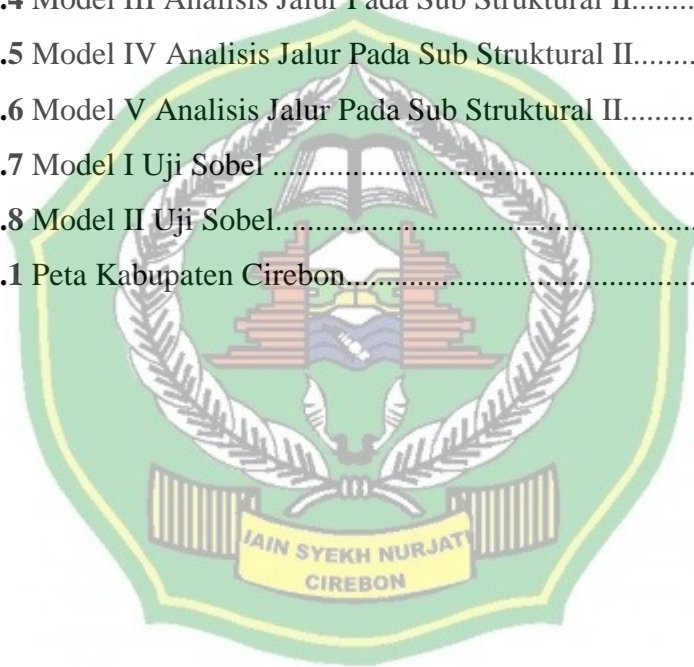 .4 Model III Analisis Jalur Pada Sub Struktural II.......
.5 Model IV Analisis Jalur Pada Sub Struktural II.......
.6 Model V Analisis Jalur Pada Sub Struktural II.........
.7 Model I Uji Sobel ................................................
.8 Model II Uji Sobel................................................
.1 Peta Kabupaten Cirebon........................................
IAIN SYEKH NURJATI
CIREBON